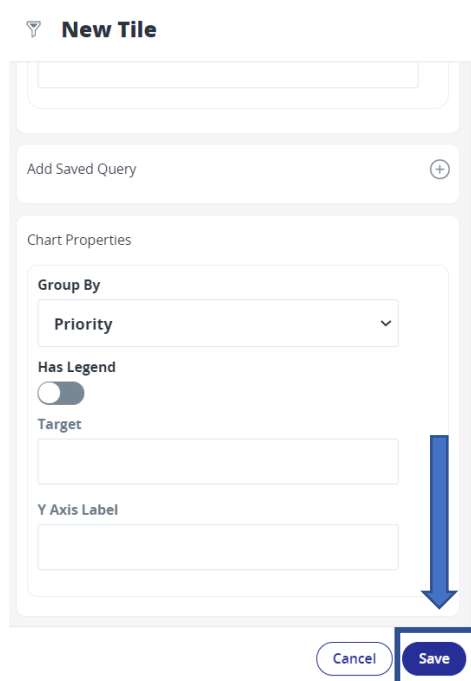 New Tile
Add Saved Query
Chart Properties
Group By
Priority
Has Legend
Target
Y Axis Label
Cancel Save